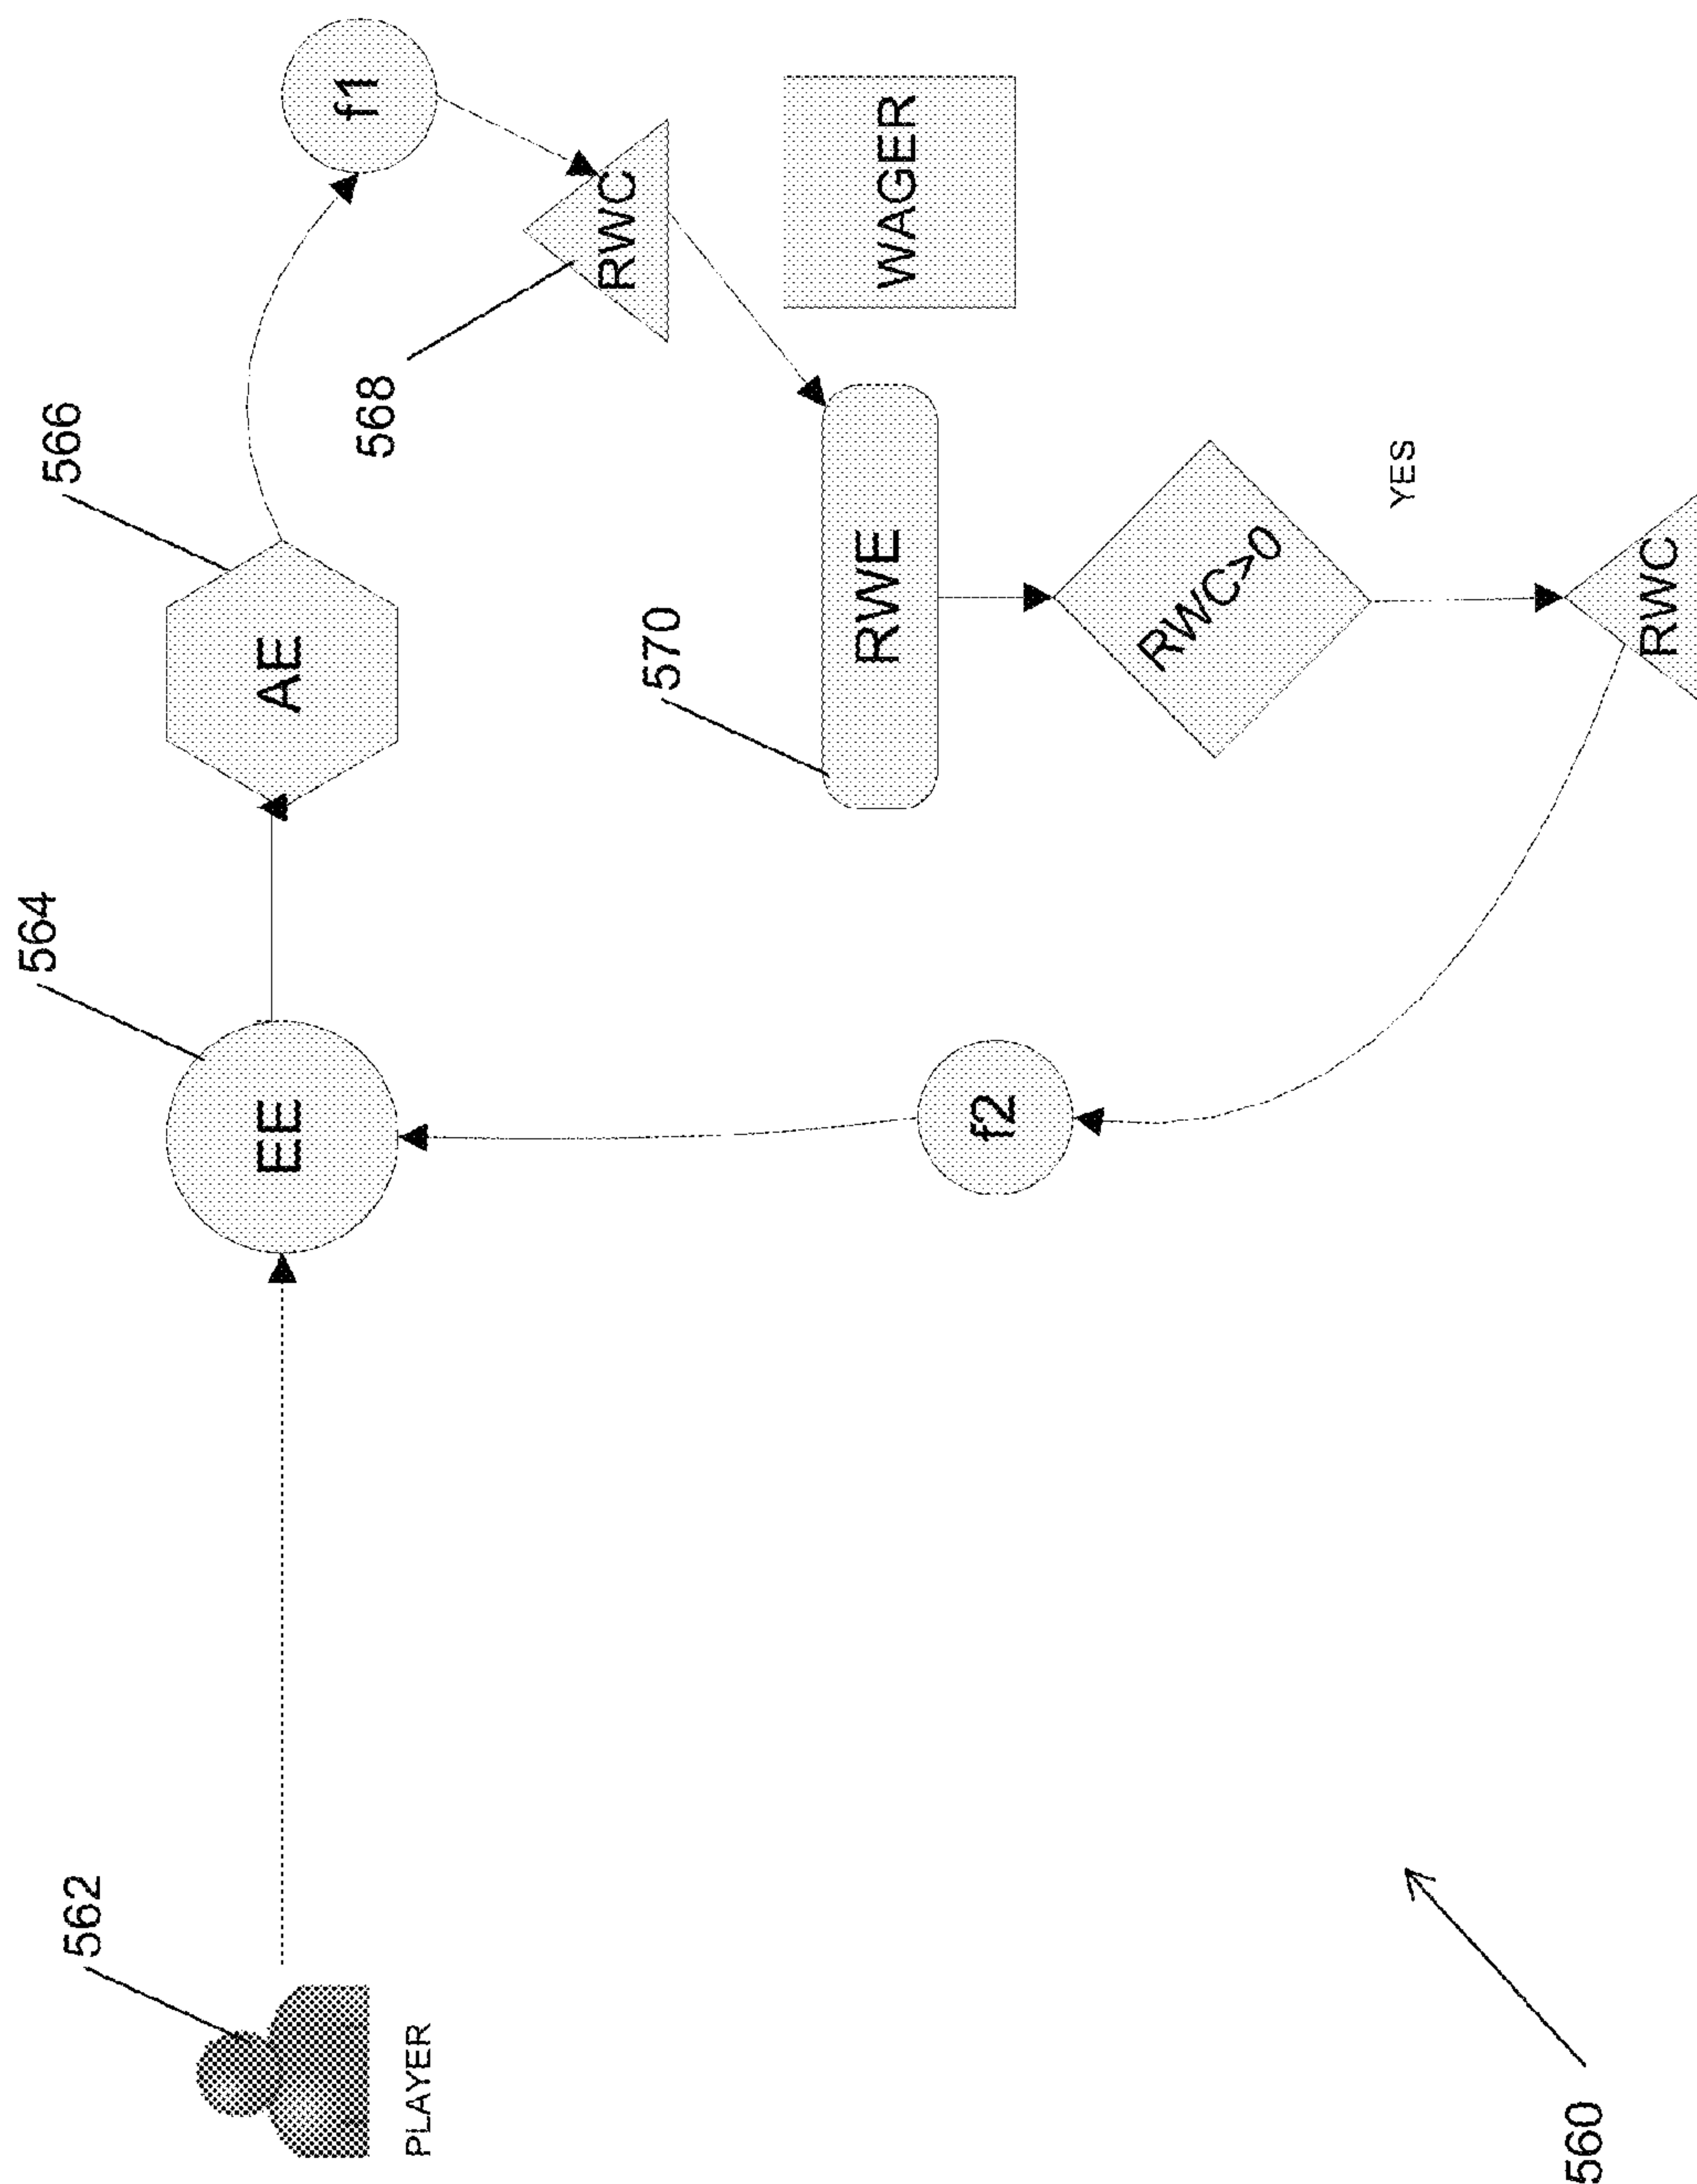 562
564
566
PLAYER
EE
AE
f1
568
RWC
570
RWE
WAGER
f2
RWC>0
YES
RWC
560